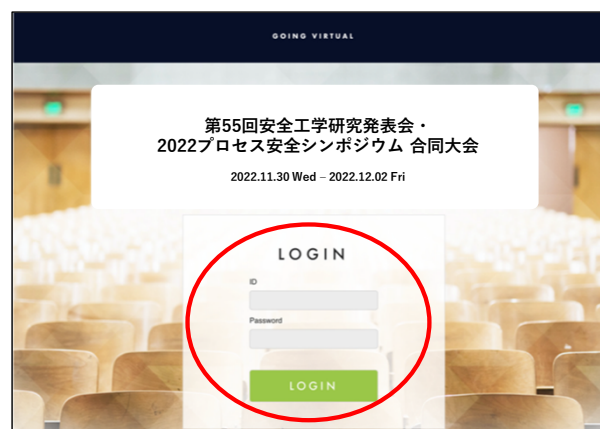 GOING VIRTUAL
第55回安全工学研究発表会・
2022プロセス安全シンポジウム 合同大会
2022.11.30 Wed – 2022.12.02 Fri
LOGIN
ID
Password
LOGIN